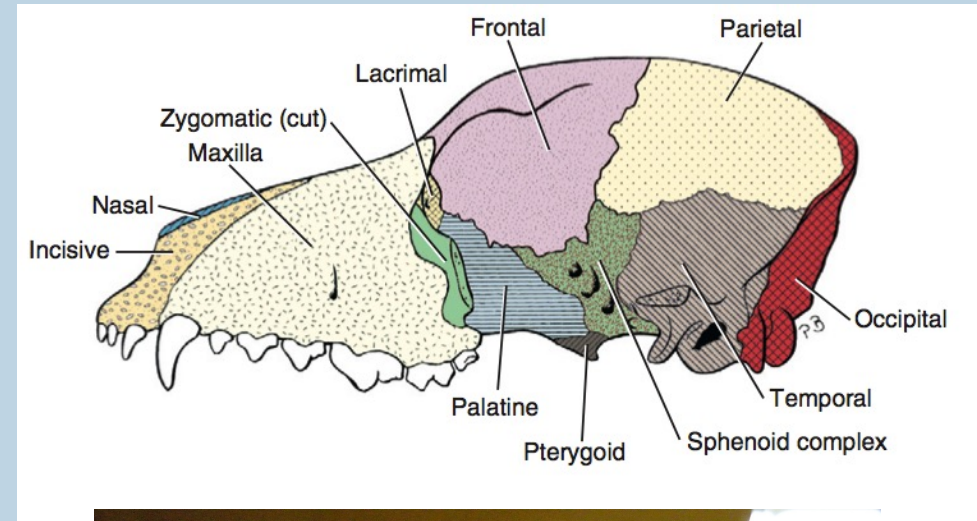 Frontal
Parietal
Lacrimal
Zygomatic (cut)
Maxilla
Nasal
Incisive
Occipital
PB
Temporal
Palatine
Sphenoid complex
Pterygoid